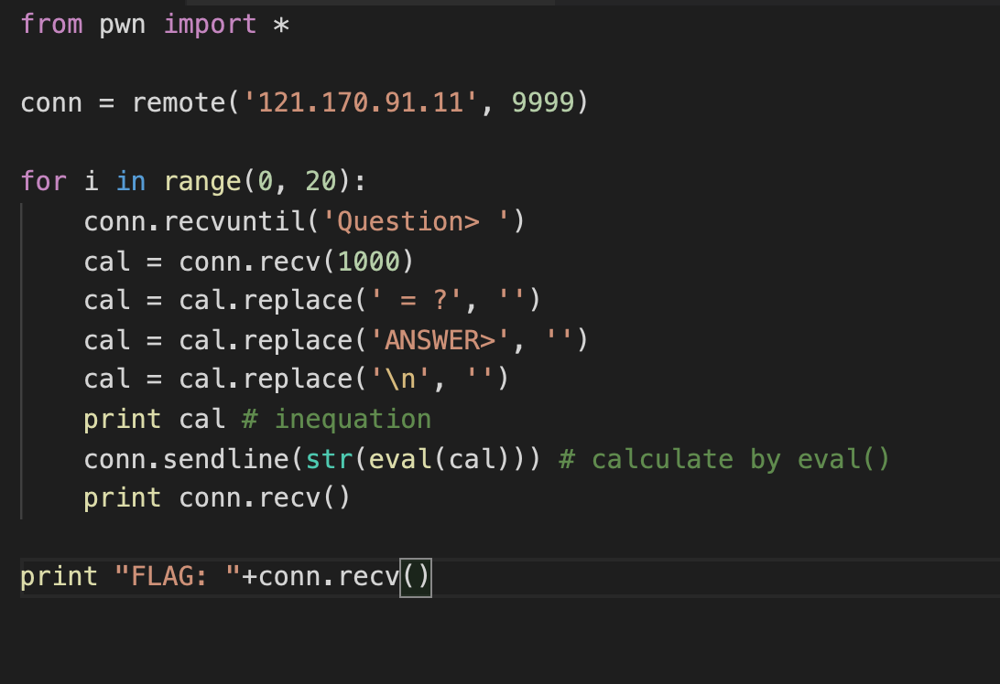 from pwn import *
conn = remote('121.170.91.11', 9999)
for i in range(0, 20):
    conn.recvuntil('Question> ')
    cal = conn.recv(1000)
    cal = cal.replace(' = ?', '')
    cal = cal.replace('ANSWER>', '')
    cal = cal.replace('\n', '')
    print cal # inequation
    conn.sendline(str(eval(cal))) # calculate by eval()
    print conn.recv()
print "FLAG: "+conn.recv()